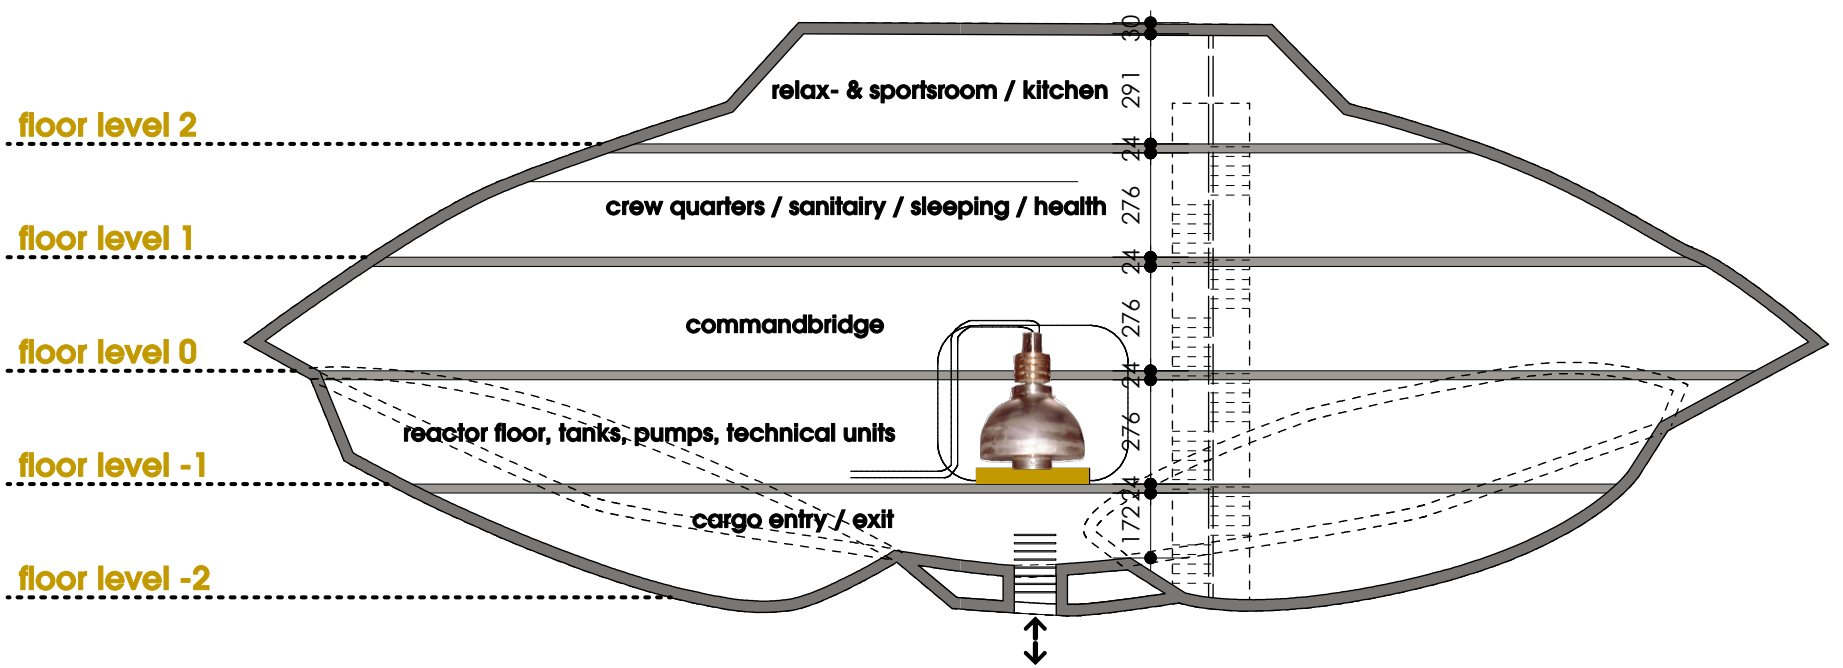 30
relax- & sportsroom / kitchen
291
floor level 2
24
crew quarters / sanitairy / sleeping / health
276
floor level 1
24
commandbridge
276
floor level 0
24
reactor floor, tanks, pumps, technical units
276
floor level -1
24
cargo entry / exit
172
floor level -2